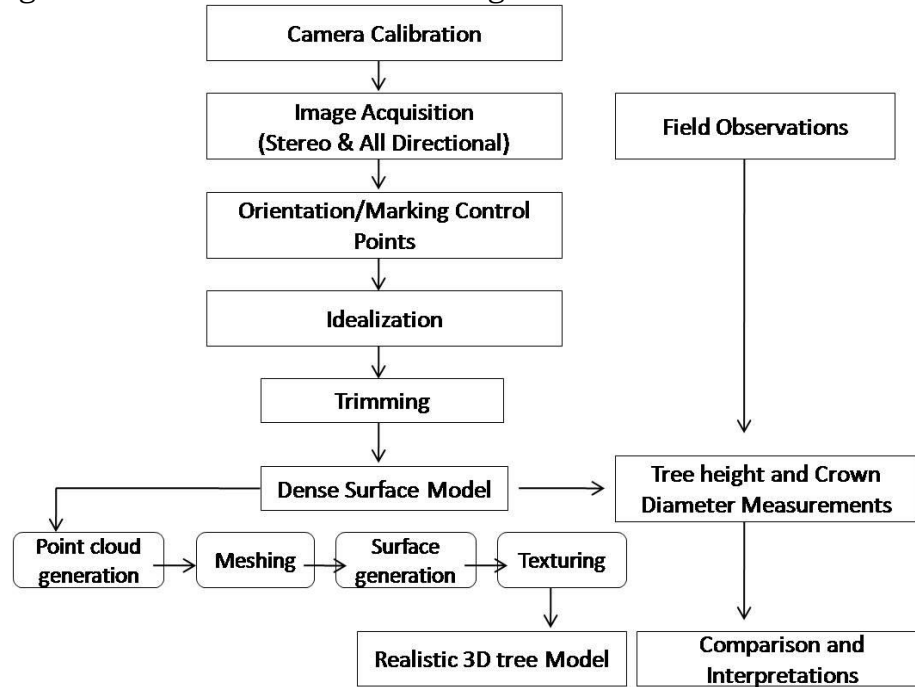 Camera Calibration
Image Acquisition
(Stereo & All Directional)
Field Observations
Orientation/Marking Control
Points
Idealization
Trimming
Dense Surface Model
Tree height and Crown
Diameter Measurements
Point cloud
generation
Meshing
Surface
generation
Texturing
Realistic 3D tree Model
Comparison and
Interpretations